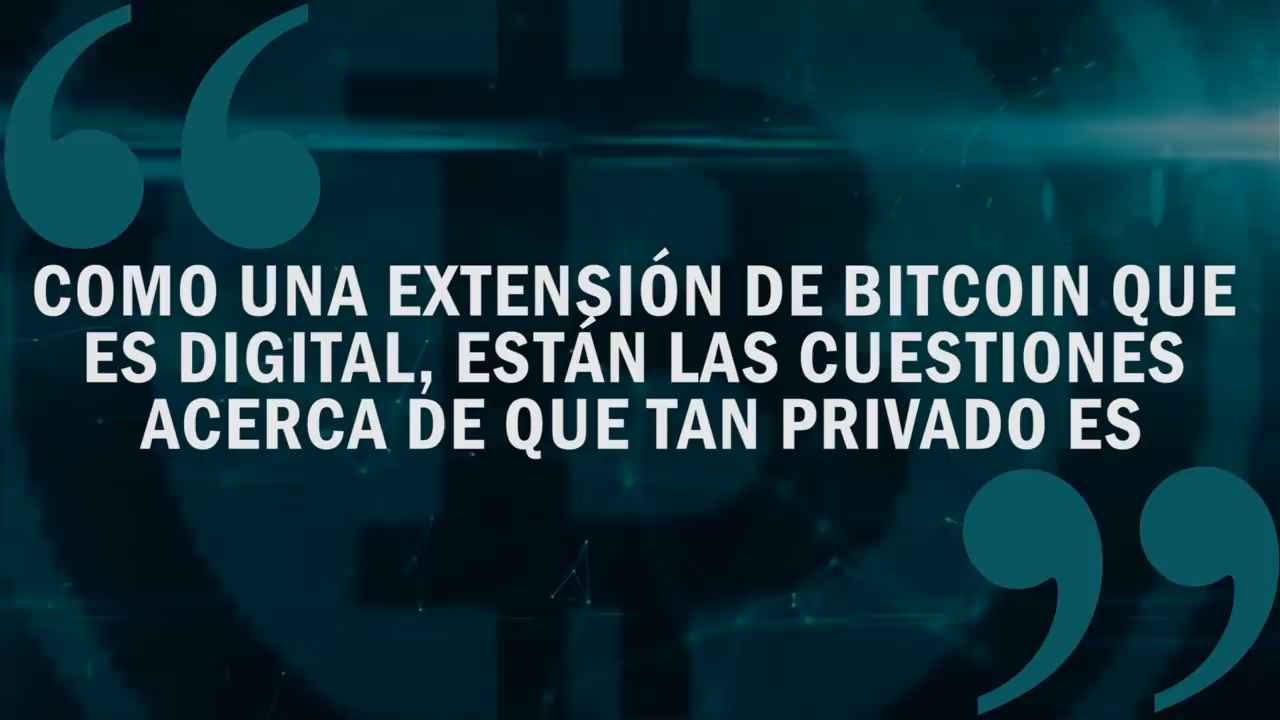 COMO UNA EXTENSIÓN DE BITCOIN QUE
ES DIGITAL, ESTÁN LAS CUESTIONES
ACERCA DE QUE TAN PRIVADO ES